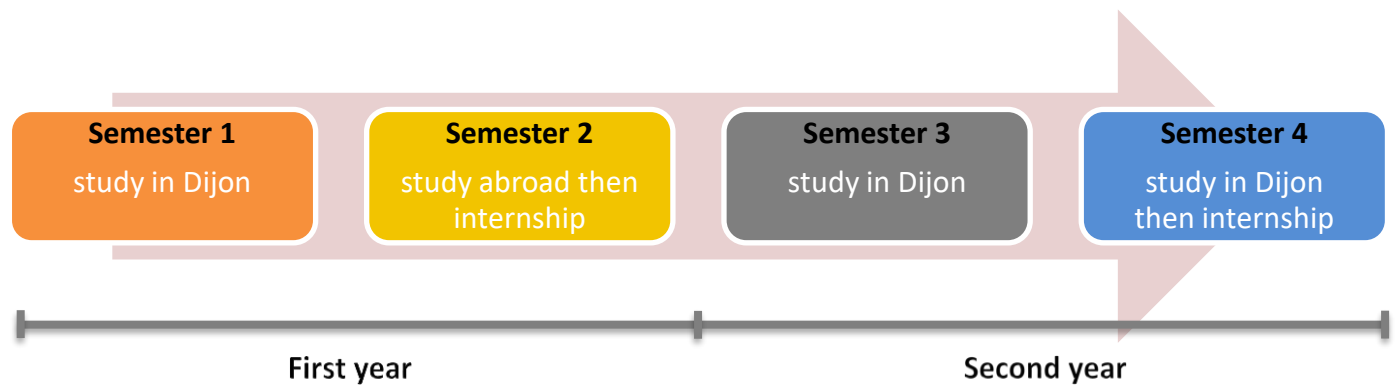 Semester 1
study in Dijon
Semester 2
study abroad then
internship
Semester 3
study in Dijon
Semester 4
study in Dijon
then internship
First year
Second year